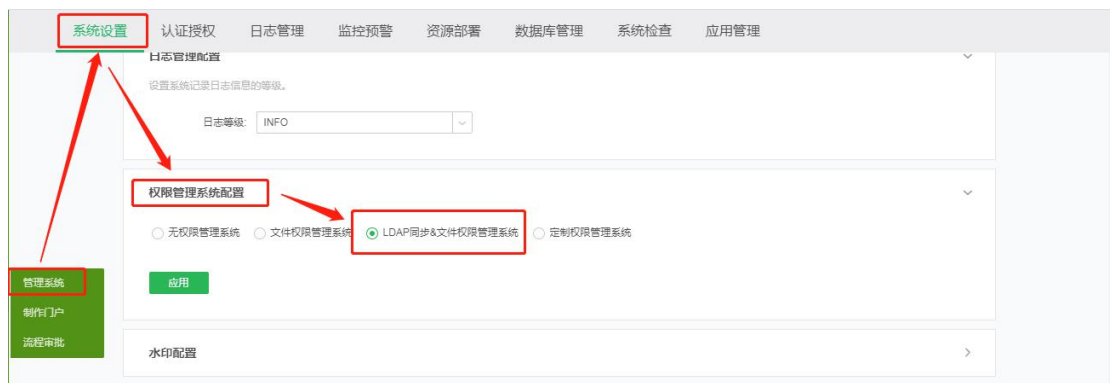 系统设置 认证授权 日志管理 监控预警 资源部署 数据库管理 系统检查 应用管理
日志管理配置
设置系统记录日志信息的等级。
日志等级: INFO
权限管理系统配置
无权限管理系统 文件权限管理系统 LDAP同步&文件权限管理系统 定制权限管理系统
管理系统 应用
制作门户
流程审批
水印配置